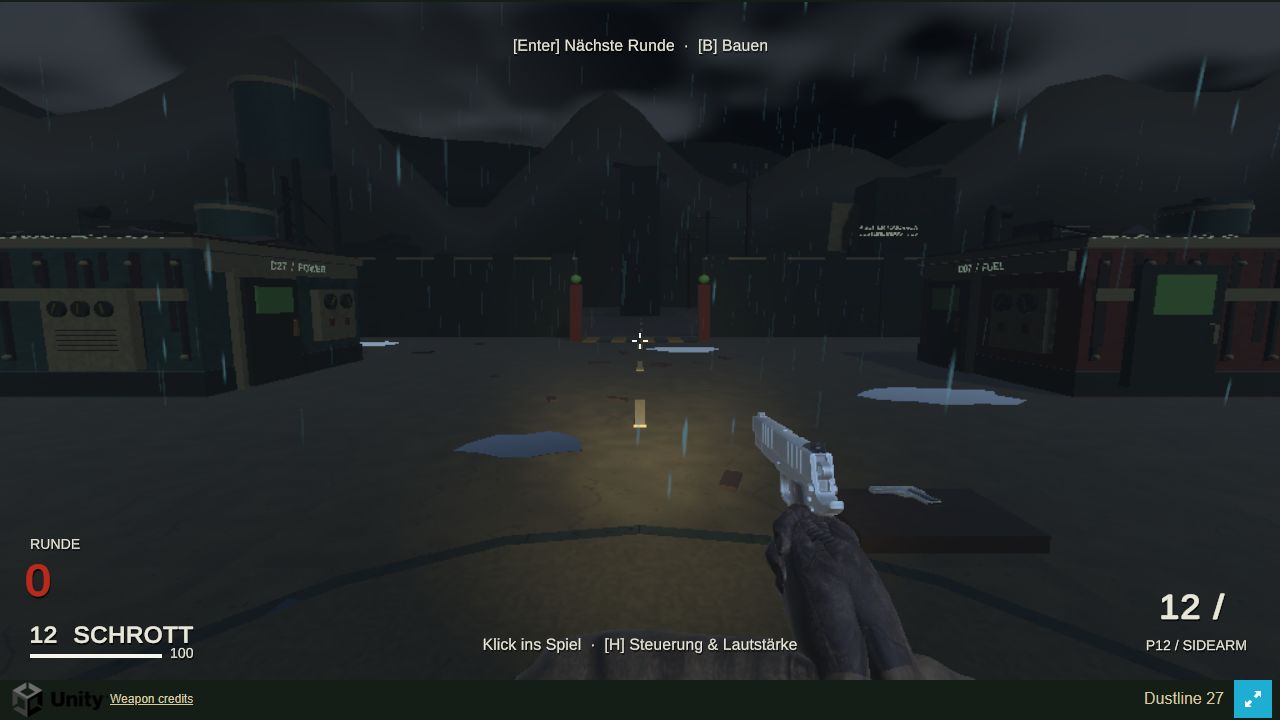 [Enter] Nächste Runde · [B] Bauen
D27 / POWER
D07 / FUEL
RUNDE
0
12 SCHROTT
100
Klick ins Spiel · [H] Steuerung & Lautstärke
12 /
P12 / SIDEARM
Unity
Weapon credits
Dustline 27